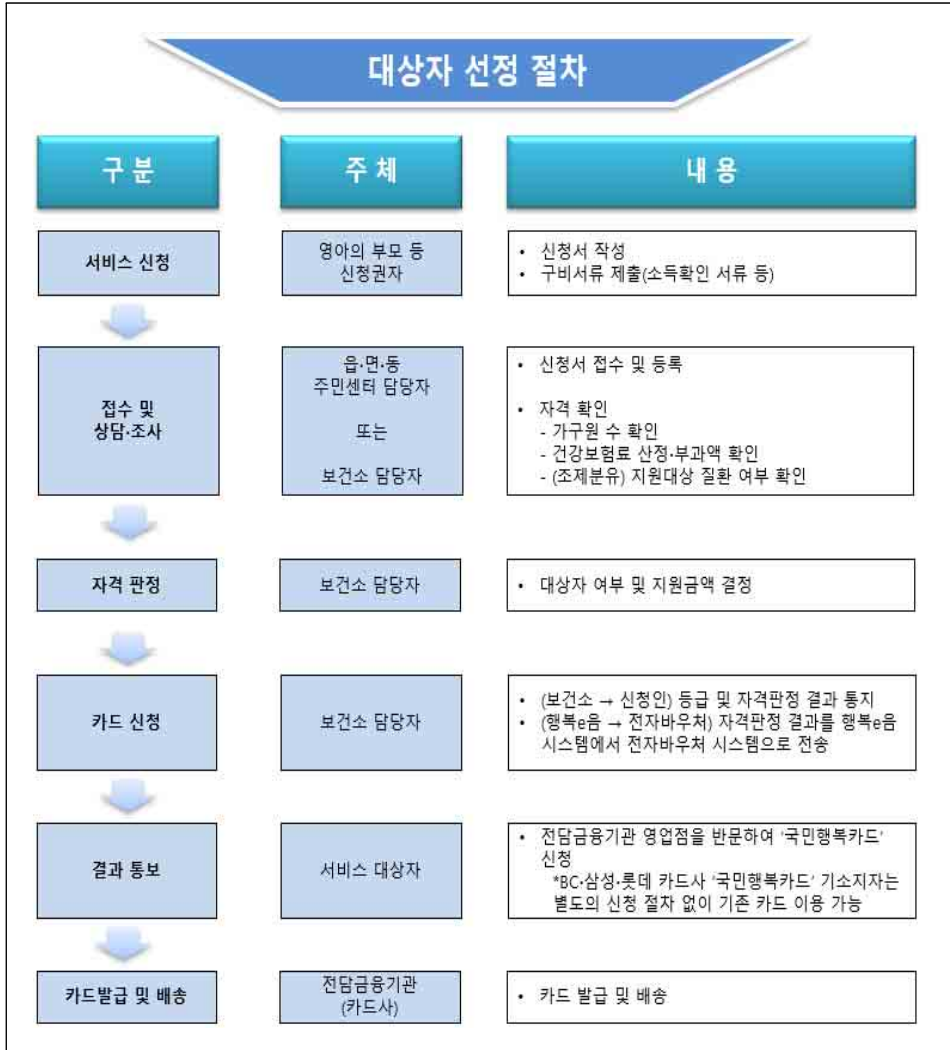 대상자 선정 절차
구 분
주 체
내 용
서비스 신청
영아의 부모 등
신청권자
• 신청서 작성
• 구비서류 제출(소득확인 서류 등)
접수 및
상담·조사
읍·면·동
주민센터 담당자
또는
보건소 담당자
• 신청서 접수 및 등록
• 자격 확인
- 가구원 수 확인
- 건강보험료 산정·부과액 확인
- (조제분유) 지원대상 질환 여부 확인
자격 판정
보건소 담당자
• 대상자 여부 및 지원금액 결정
카드 신청
보건소 담당자
• (보건소 → 신청인) 등급 및 자격판정 결과 통지
• (행복e음 → 전자바우처) 자격판정 결과를 행복e음
시스템에서 전자바우처 시스템으로 전송
결과 통보
서비스 대상자
• 전담금융기관 영업점을 반문하여 '국민행복카드'
신청
*BC·삼성·롯데 카드사 '국민행복카드' 기소지자는
별도의 신청 절차 없이 기존 카드 이용 가능
카드발급 및 배송
전담금융기관
(카드사)
• 카드 발급 및 배송